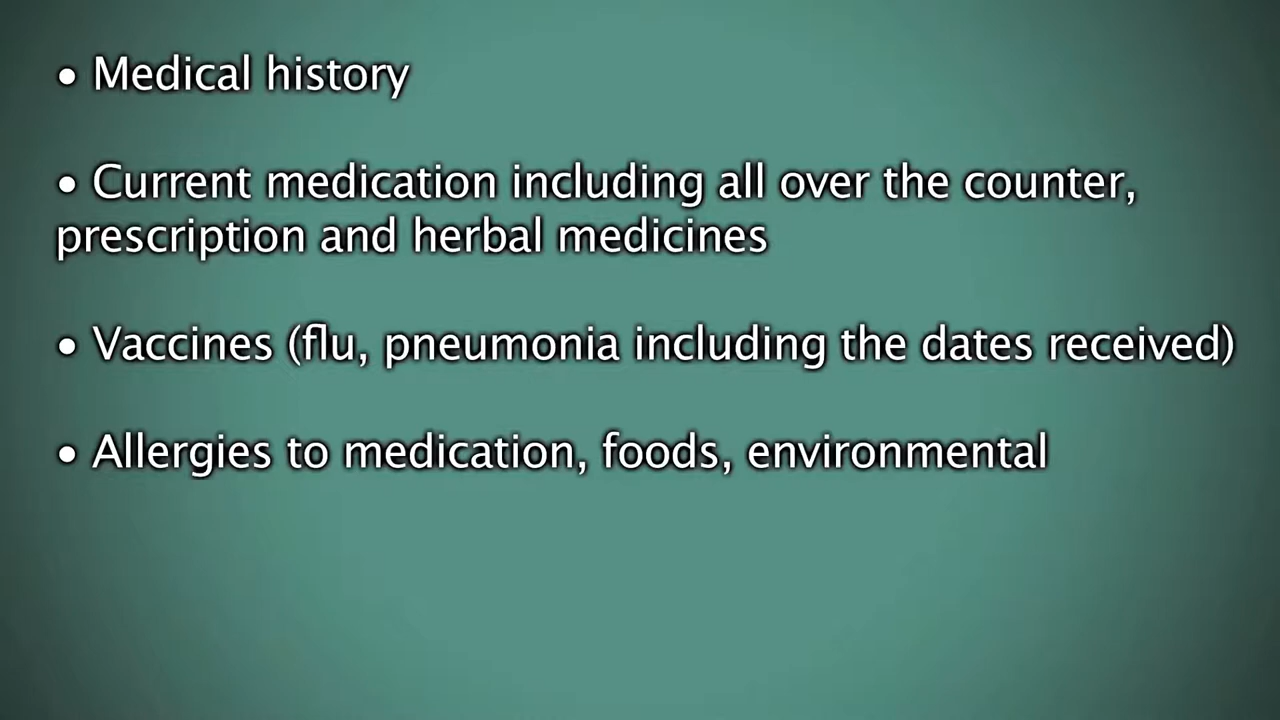 • Medical history
• Current medication including all over the counter,
prescription and herbal medicines
• Vaccines (flu, pneumonia including the dates received)
• Allergies to medication, foods, environmental